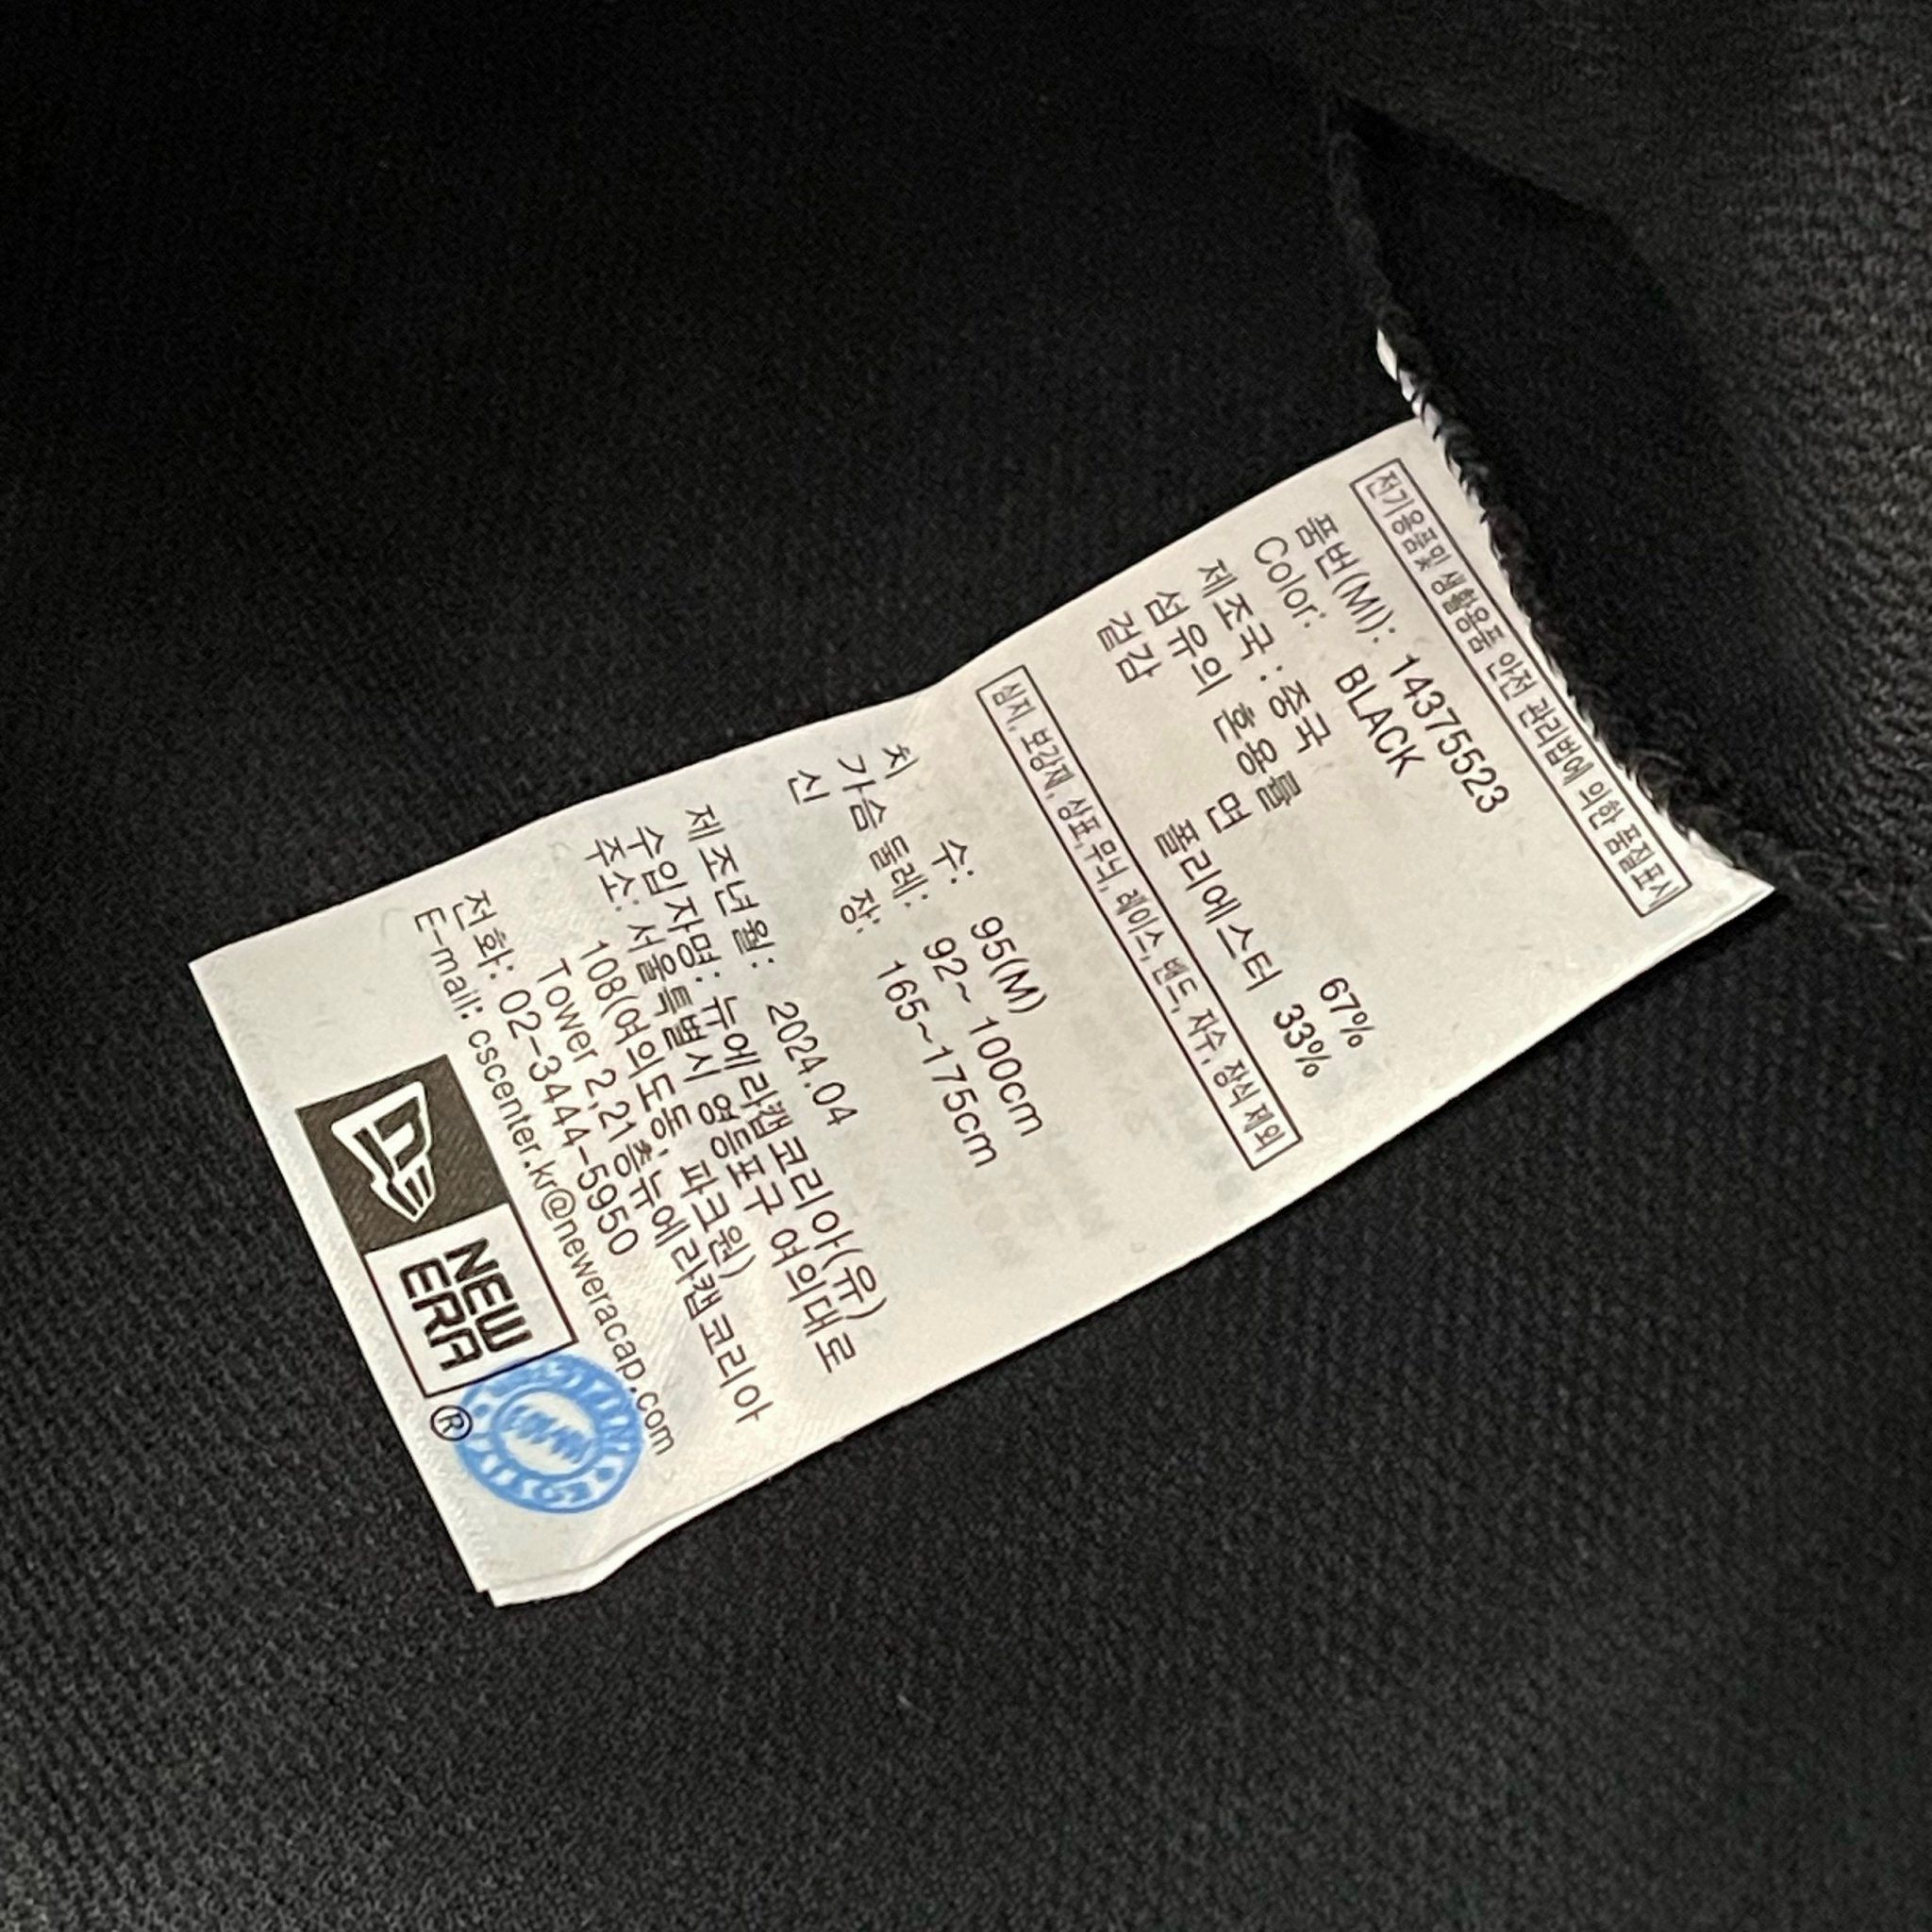 전기용품및 생활용품 안전 관리법에 의한 품질표시
품번(MI): 14375523
Color: BLACK
제조국 : 중국
섬유의 혼용률
겉감 면 67%
폴리에스터 33%
심지, 보강재, 상표,무늬, 레이스, 밴드, 자수, 장식 제외
치 수: 95(M)
가슴 둘레: 92~ 100cm
신 장: 165~175cm
제조년월: 2024.04
수입자명: 뉴에라캡코리아(유)
주소: 서울특별시 영등포구 여의대로
108(여의도동, 파크원)
Tower 2,21층뉴에라캡코리아
전화: 02-3444-5950
E-mail: cscenter.kr@neweracap.com
NEW
ERA
®